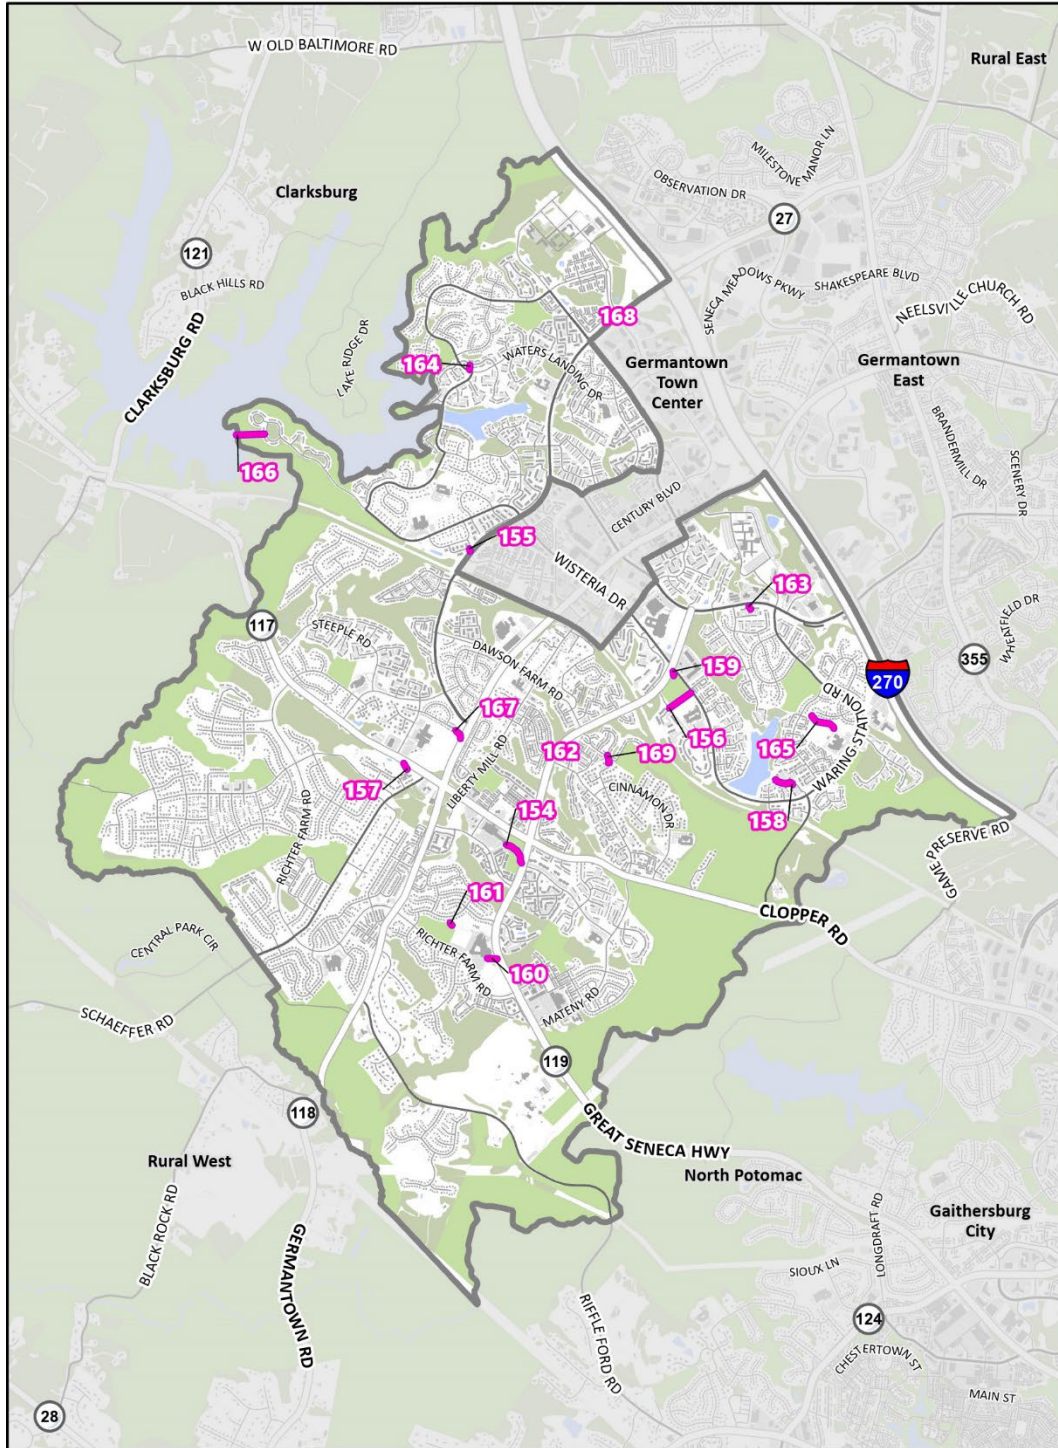 W OLD BALTIMORE RD
Rural East
MILESTONE MANOR LN
OBSERVATION DR
Clarksburg
27
121
SHAKESPEARE BLVD
SENECA MEADOWS PKWY
BLACK HILLS RD
NEELSVILLE CHURCH RD
168
CLARKSBURG RD
LAKE RIDGE DR
164
WATERS LANDING DR
Germantown
Town
Center
Germantown
East
BRANDERMILL DR
SCENERY DR
166
CENTURY BLVD
155
WISTERIA DR
163
WHEATFIELD DR
117
STEEPLE RD
DAWSON FARM RD
159
355
270
WARING STATION RD
167
156
165
162
169
LIBERTY MILL RD
157
CINNAMON DR
154
158
RICHTER FARM RD
GAME PRESERVE RD
161
CLOPPER RD
CENTRAL PARK CIR
RICHTER FARM RD
160
MATENY RD
SCHAEFFER RD
119
118
GREAT SENECA HWY
Rural West
North Potomac
BLACK ROCK RD
GERMANTOWN RD
LONGDRAFT RD
Gaithersburg
City
SIOUX LN
RIFFLE FORD RD
124
CHESTERTOWN ST
MAIN ST
28